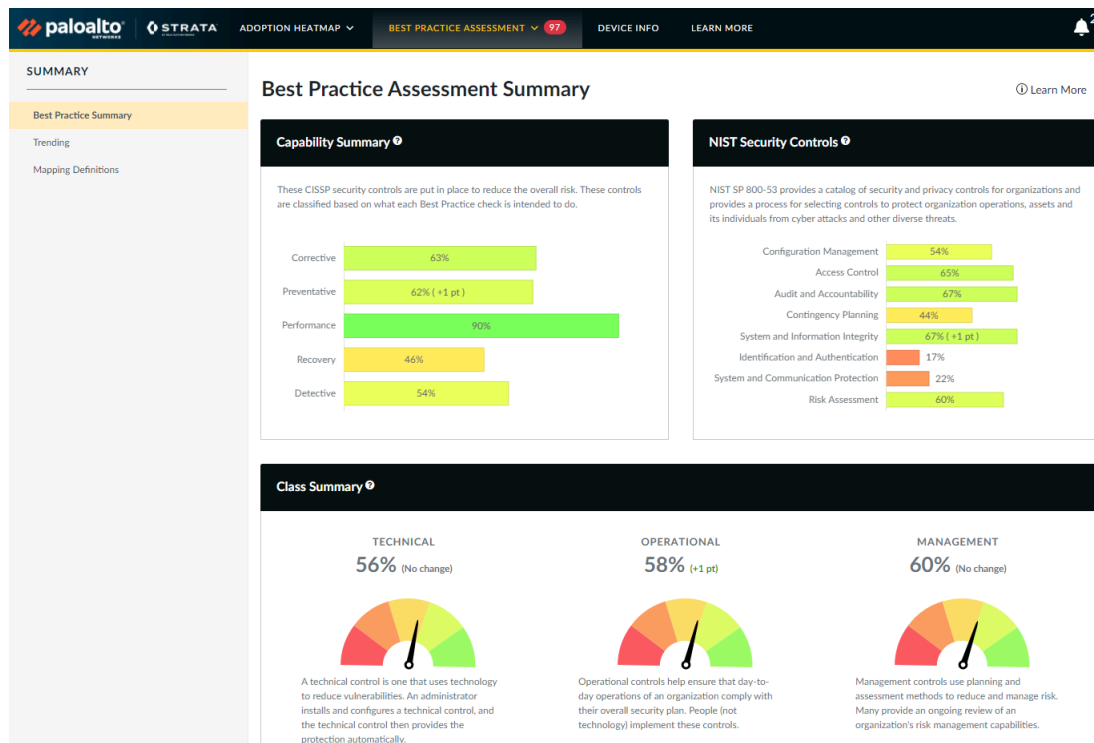 paloalto NETWORKS STRATA ADOPTION HEATMAP BEST PRACTICE ASSESSMENT 97 DEVICE INFO LEARN MORE 2
SUMMARY
Best Practice Summary
Trending
Mapping Definitions
Best Practice Assessment Summary
Learn More
Capability Summary
These CISSP security controls are put in place to reduce the overall risk. These controls
are classified based on what each Best Practice check is intended to do.
Corrective 63%
Preventative 62% ( +1 pt )
Performance 90%
Recovery 46%
Detective 54%
NIST Security Controls
NIST SP 800-53 provides a catalog of security and privacy controls for organizations and
provides a process for selecting controls to protect organization operations, assets and
its individuals from cyber attacks and other diverse threats.
Configuration Management 54%
Access Control 65%
Audit and Accountability 67%
Contingency Planning 44%
System and Information Integrity 67% ( +1 pt )
Identification and Authentication 17%
System and Communication Protection 22%
Risk Assessment 60%
Class Summary
TECHNICAL
56% (No change)
A technical control is one that uses technology
to reduce vulnerabilities. An administrator
installs and configures a technical control, and
the technical control then provides the
protection automatically.
OPERATIONAL
58% (+1 pt)
Operational controls help ensure that day-to-
day operations of an organization comply with
their overall security plan. People (not
technology) implement these controls.
MANAGEMENT
60% (No change)
Management controls use planning and
assessment methods to reduce and manage risk.
Many provide an ongoing review of an
organization's risk management capabilities.